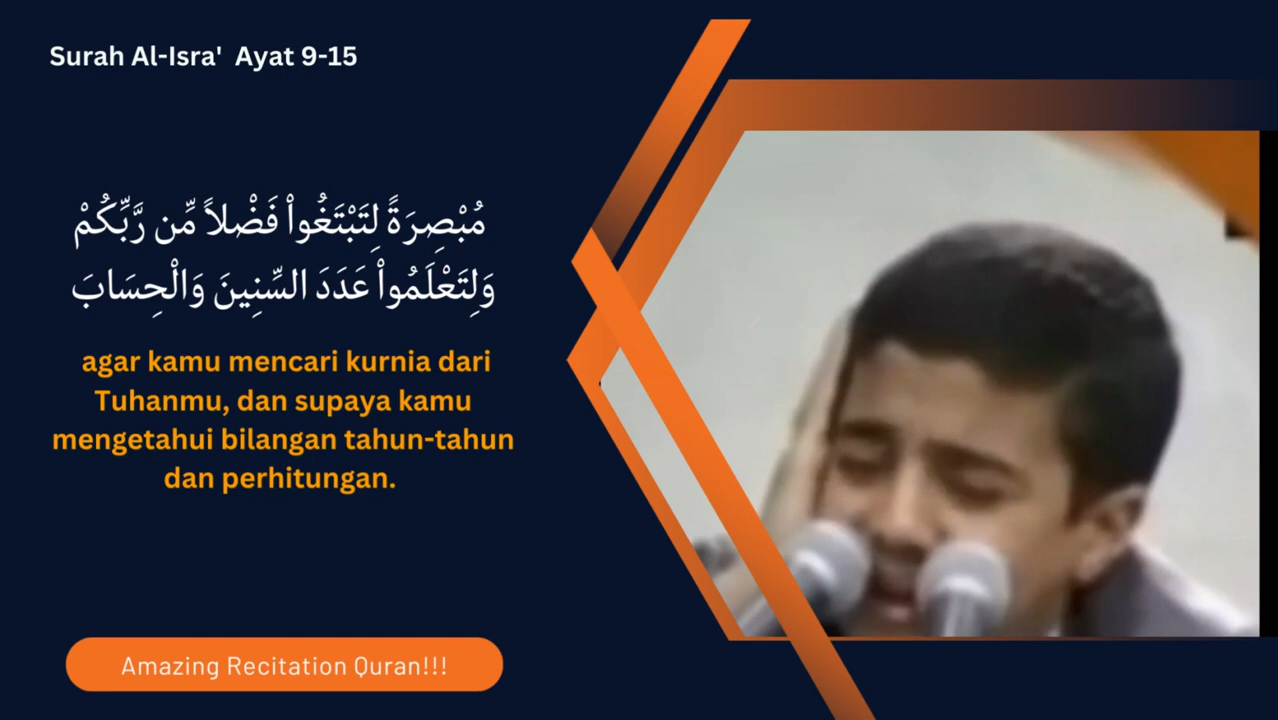 Surah Al-Isra' Ayat 9-15
مُبْصِرَةً لِتَبْتَغُواْ فَضْلاً مِّن رَّبِّكُمْ
وَلِتَعْلَمُواْ عَدَدَ السِّنِينَ وَالْحِسَابَ
agar kamu mencari kurnia dari
Tuhanmu, dan supaya kamu
mengetahui bilangan tahun-tahun
dan perhitungan.
Amazing Recitation Quran!!!